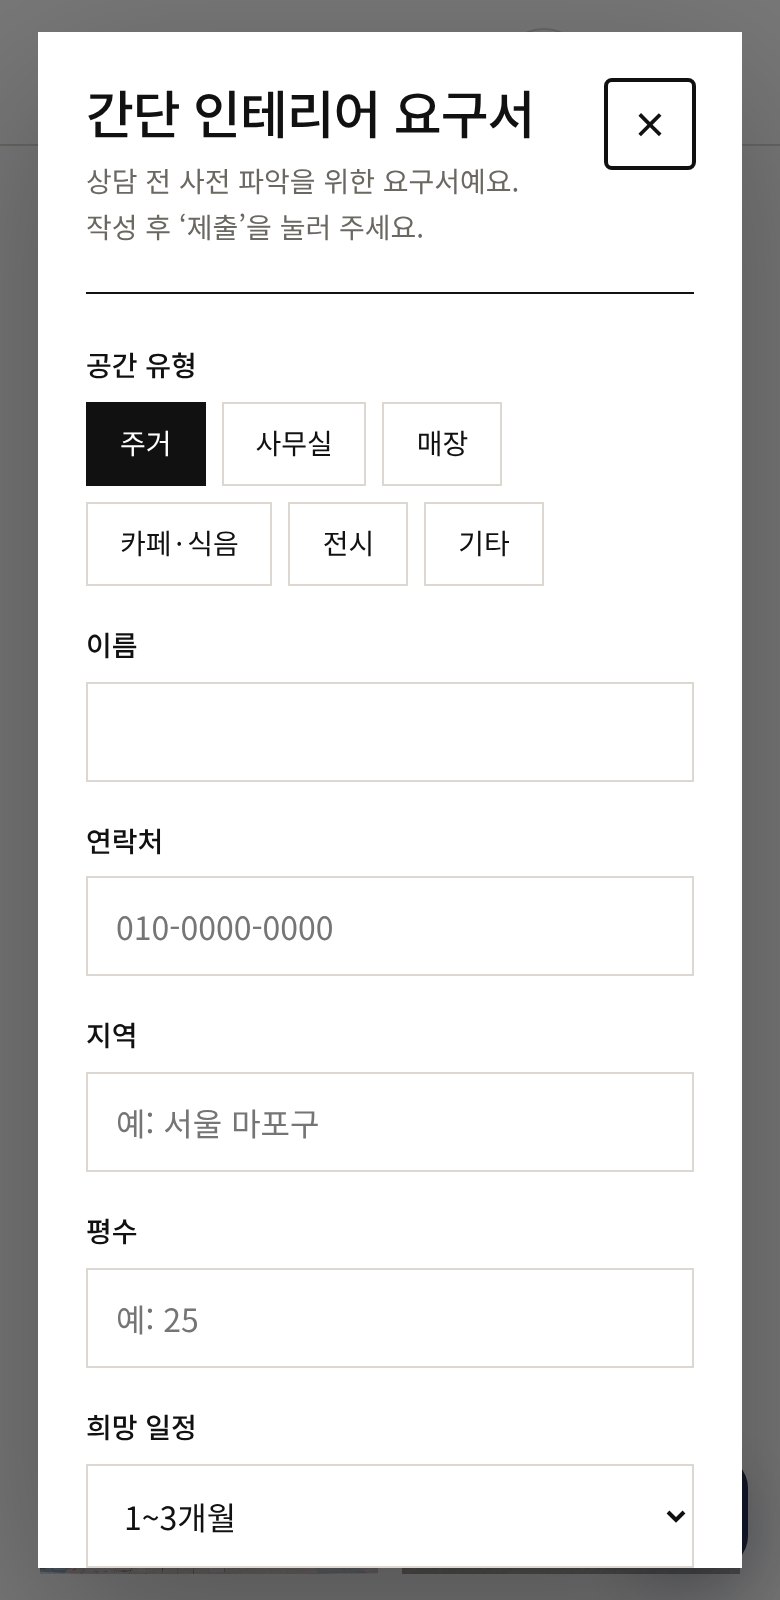 간단 인테리어 요구서
×
상담 전 사전 파악을 위한 요구서예요.
작성 후 ‘제출’을 눌러 주세요.
공간 유형
주거 사무실 매장
카페·식음 전시 기타
이름
연락처
010-0000-0000
지역
예: 서울 마포구
평수
예: 25
희망 일정
1~3개월